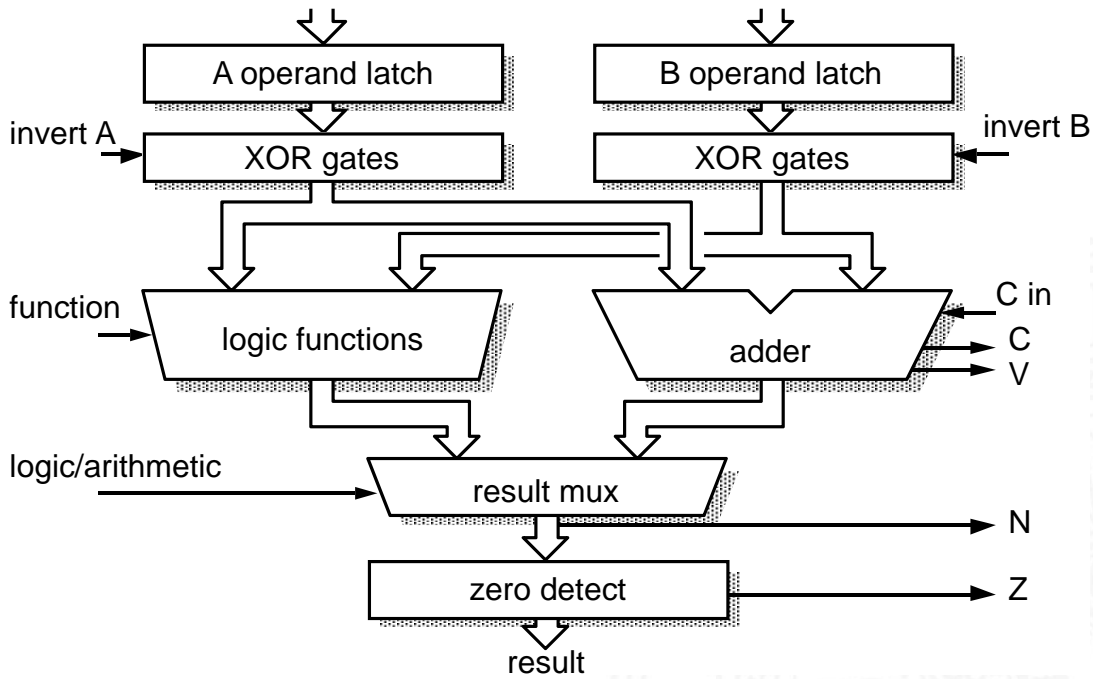 A operand latch
B operand latch
invert A
XOR gates
XOR gates
invert B
function
logic functions
adder
C in
C
V
logic/arithmetic
result mux
N
zero detect
Z
result